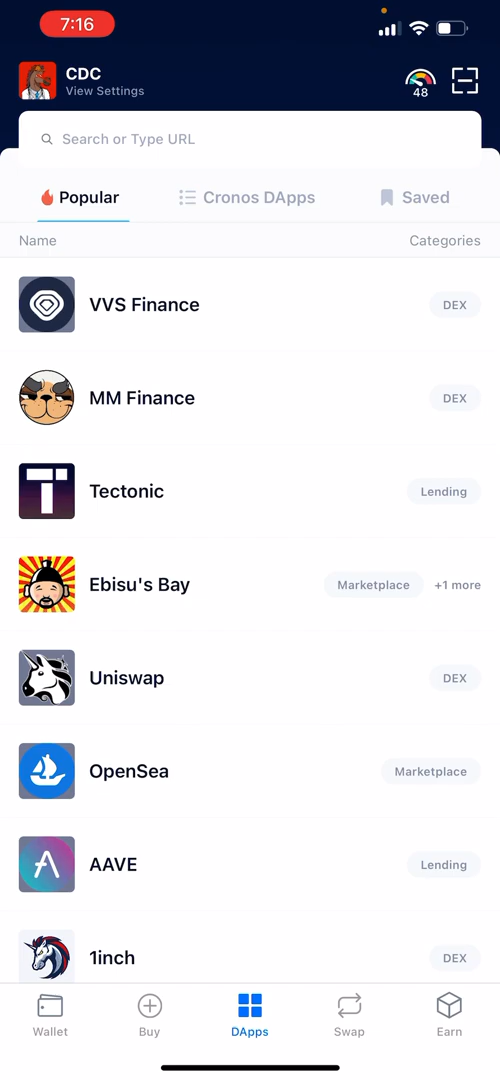 7:16
CDC
View Settings
48
Search or Type URL
Popular
Cronos DApps
Saved
Name
Categories
VVS Finance
DEX
MM Finance
DEX
Tectonic
Lending
Ebisu's Bay
Marketplace
+1 more
Uniswap
DEX
OpenSea
Marketplace
AAVE
Lending
1inch
DEX
Wallet
Buy
DApps
Swap
Earn